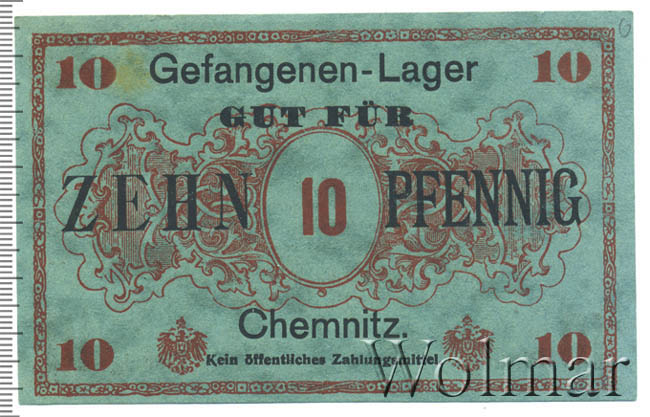 10 Gefangenen-Lager 10
GUT FÜR
ZEHN 10 PFENNIG
Chemnitz.
10 Kein öffentliches Zahlungsmittel 10
Wolmar